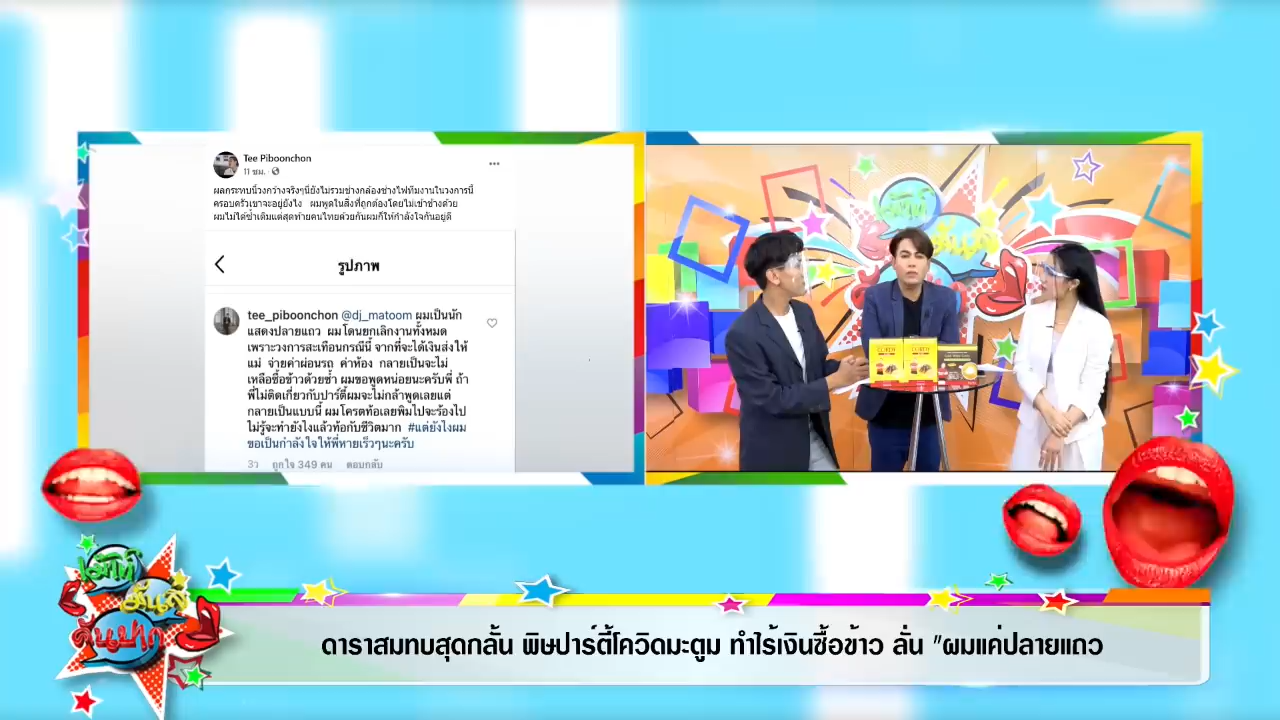 Tee Piboonchon
11 ชม.
ผลกระทบนี้วงกว้างจริงๆนี่ยังไม่รวมช่างกล้องช่างไฟทีมงานในวงการนี้
ครอบครัวเขาจะอยู่ยังไง ผมพูดในสิ่งที่ถูกต้องโดยไม่เข้าข้างด้วย
ผมไม่ได้ซ้ำเติมแต่สุดท้ายคนไทยด้วยกันผมก็ให้กำลังใจกันอยู่ดี
รูปภาพ
tee_piboonchon @dj_matoom ผมเป็นนัก
แสดงปลายแถว ผมโดนยกเลิกงานทั้งหมด
เพราะวงการสะเทือนกรณีนี้ จากที่จะได้เงินส่งให้
แม่ จ่ายค่าผ่อนรถ ค่าห้อง กลายเป็นจะไม่
เหลือซื้อข้าวด้วยซ้ำ ผมขอพูดหน่อยนะครับพี่ ถ้า
พี่ไม่ติดเกี่ยวกับปาร์ตี้ผมจะไม่กล้าพูดเลยแต่
กลายเป็นแบบนี้ ผมโครตท้อเลยพิมไปจะร้องไป
ไม่รู้จะทำยังไงแล้วท้อกับชีวิตมาก #แต่ยังไงผม
ขอเป็นกำลังใจให้พี่หายเร็วๆนะครับ
3ว ถูกใจ 349 คน ตอบกลับ
เม้าท์
มันส์
คันปาก
ดาราสมทบสุดกลั้น พิษปาร์ตี้โควิดมะตูม ทำไร้เงินซื้อข้าว ลั่น "ผมแค่ปลายแถว